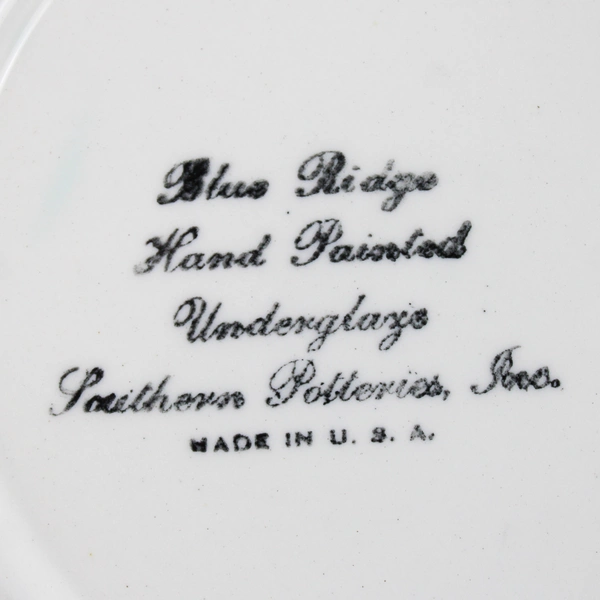 Blue Ridge
Hand Painted
Underglaze
Southern Potteries, Inc.
MADE IN U. S. A.